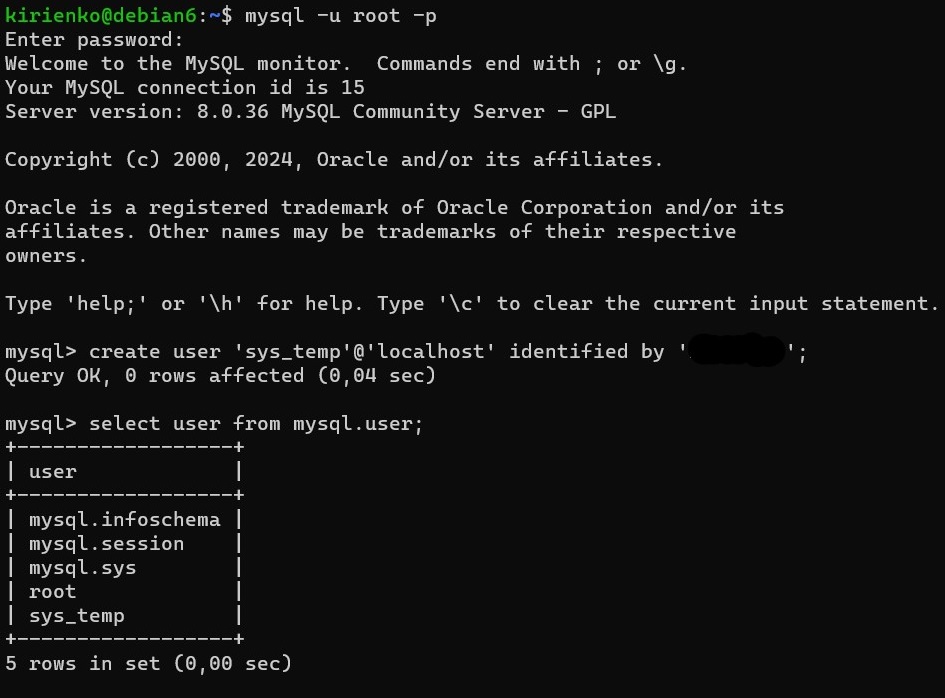 kirienko@debian6:~$ mysql -u root -p
Enter password:
Welcome to the MySQL monitor.  Commands end with ; or \g.
Your MySQL connection id is 15
Server version: 8.0.36 MySQL Community Server - GPL
Copyright (c) 2000, 2024, Oracle and/or its affiliates.
Oracle is a registered trademark of Oracle Corporation and/or its
affiliates. Other names may be trademarks of their respective
owners.
Type 'help;' or '\h' for help. Type '\c' to clear the current input statement.
mysql> create user 'sys_temp'@'localhost' identified by '';
Query OK, 0 rows affected (0,04 sec)
mysql> select user from mysql.user;
+------------------+
| user             |
+------------------+
| mysql.infoschema |
| mysql.session    |
| mysql.sys        |
| root             |
| sys_temp         |
+------------------+
5 rows in set (0,00 sec)